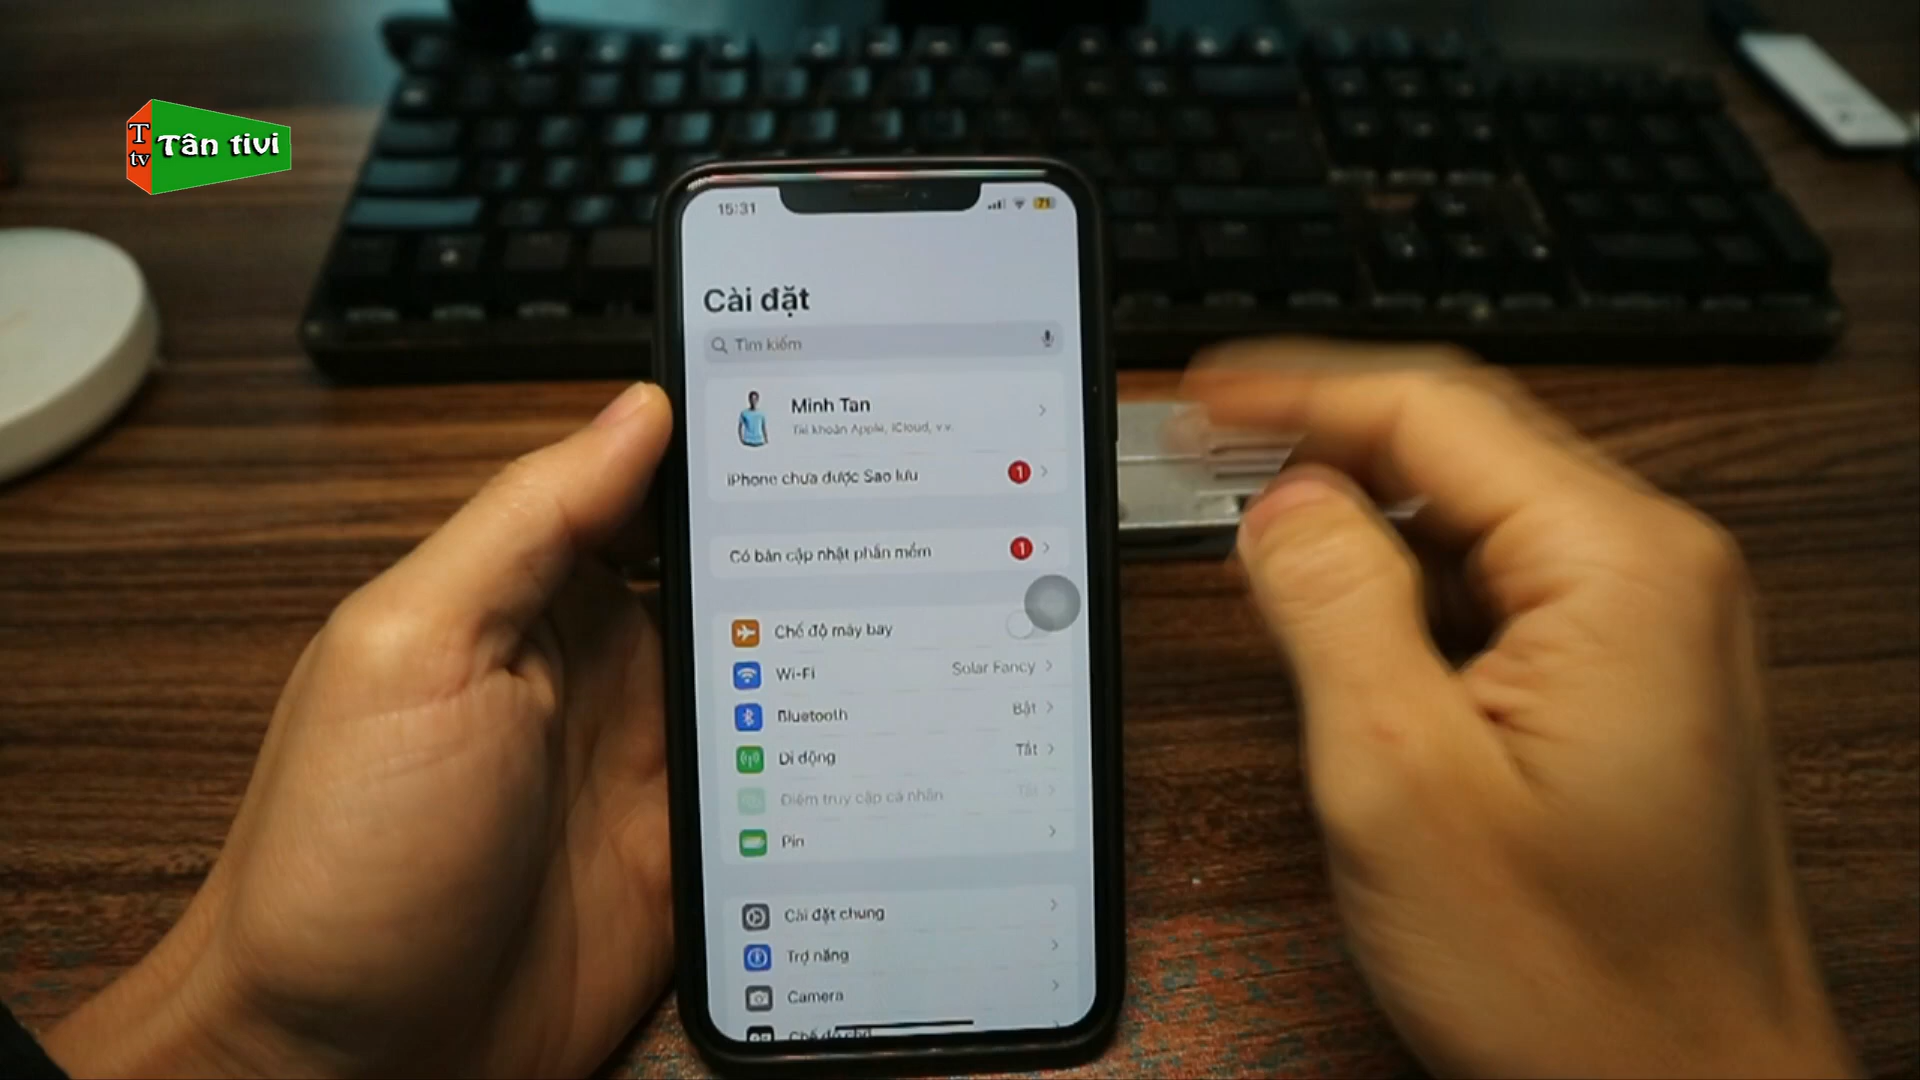 T
tv
Tân tivi
15:31
71
Cài đặt
Tìm kiếm
Minh Tan
Tài khoản Apple, iCloud, v.v.
iPhone chưa được Sao lưu
1
Có bản cập nhật phần mềm
1
Chế độ máy bay
Wi-Fi
Solar Fancy
Bluetooth
Bật
Di động
Tắt
Điểm truy cập cá nhân
Tắt
Pin
Cài đặt chung
Trợ năng
Camera